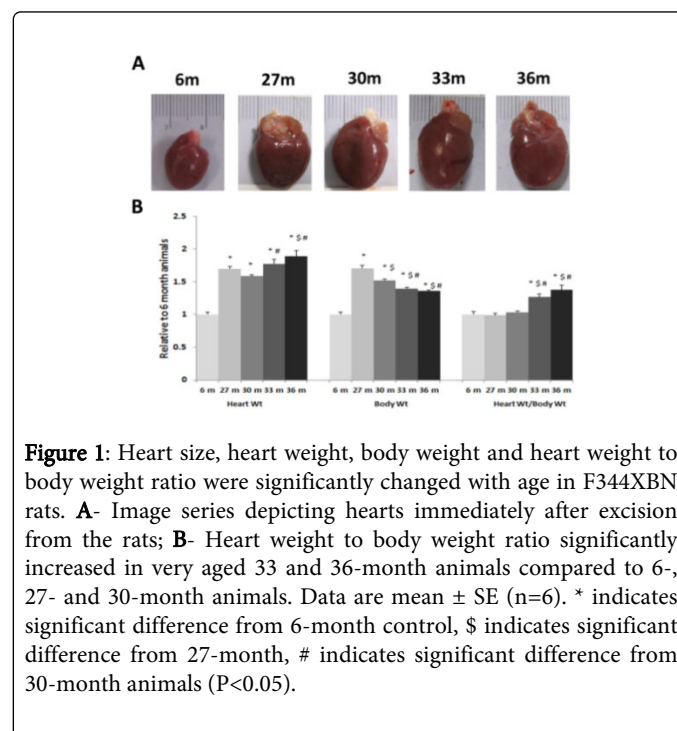 A
6m 27m 30m 33m 36m
B
2.5
2
1.5
1
0.5
0
Relative to 6 month animals
* * * # * $ #
* * $ * $ # * $ #
* $ # * $ #
6 m 27 m 30 m 33 m 36 m 6 m 27 m 30 m 33 m 36 m 6 m 27 m 30 m 33 m 36 m
Heart Wt Body Wt Heart Wt/Body Wt
Figure 1: Heart size, heart weight, body weight and heart weight to
body weight ratio were significantly changed with age in F344XBN
rats. A- Image series depicting hearts immediately after excision
from the rats; B- Heart weight to body weight ratio significantly
increased in very aged 33 and 36-month animals compared to 6-,
27- and 30-month animals. Data are mean ± SE (n=6). * indicates
significant difference from 6-month control, $ indicates significant
difference from 27-month, # indicates significant difference from
30-month animals (P<0.05).